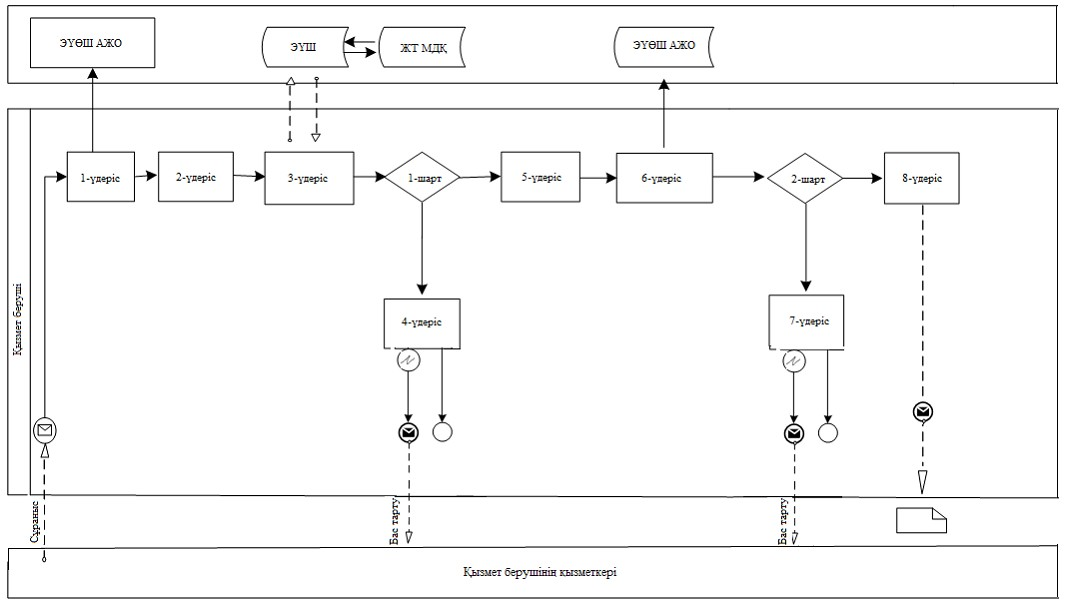 ЭҮӨШ АЖО
ЭҮШ
ЖТ МДҚ
ЭҮӨШ АЖО
Қызмет беруші
1-үдеріс
2-үдеріс
3-үдеріс
1-шарт
5-үдеріс
6-үдеріс
2-шарт
8-үдеріс
4-үдеріс
7-үдеріс
Сұраныс
Бас тарту
Бас тарту
Қызмет берушінің қызметкері